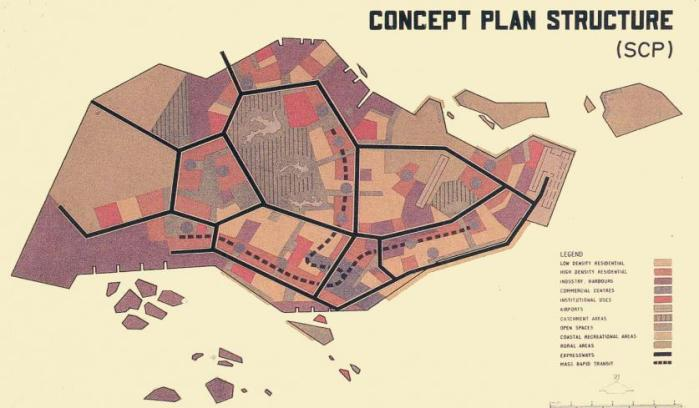 CONCEPT PLAN STRUCTURE
(SCP)
LEGEND
LOW DENSITY RESIDENTIAL
HIGH DENSITY RESIDENTIAL
INDUSTRY, HARBOURS
COMMERCIAL CENTRES
INSTITUTIONAL USES
AIRPORTS
CATCHMENT AREAS
OPEN SPACES
COASTAL RECREATIONAL AREAS
RURAL AREAS
EXPRESSWAYS
MASS RAPID TRANSIT